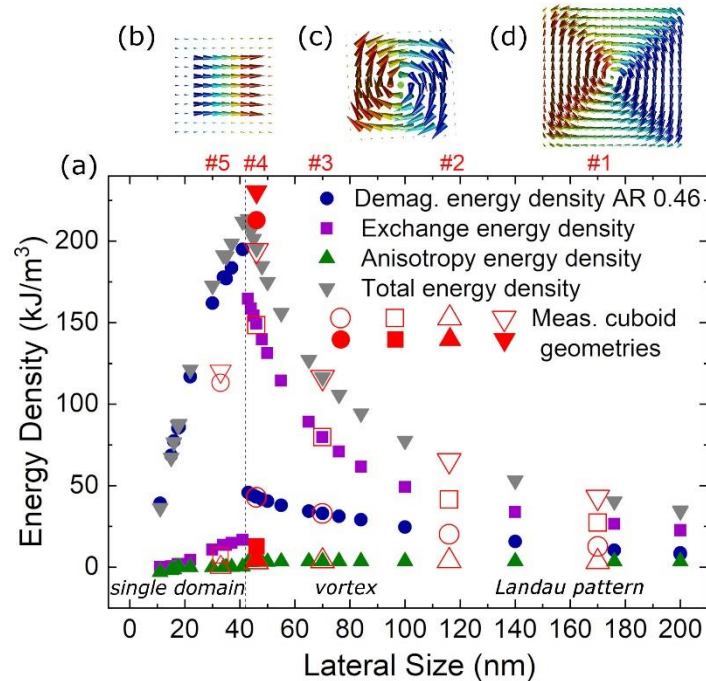 (b) (c) (d)
(a) #5 #4 #3 #2 #1
Demag. energy density AR 0.46
Exchange energy density
Anisotropy energy density
Total energy density
Meas. cuboid
geometries
Energy Density (kJ/m³)
200
150
100
50
0
single domain vortex Landau pattern
0 20 40 60 80 100 120 140 160 180 200
Lateral Size (nm)